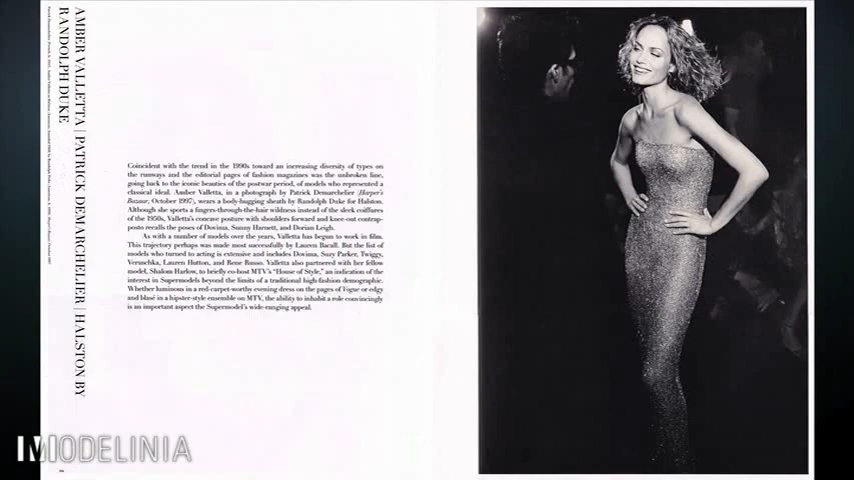 AMBER VALLETTA | PATRICK DEMARCHELIER | HALSTON BY
RANDOLPH DUKE
Coincident with the trend in the 1990s toward an increasing diversity of types on
the runways and the editorial pages of fashion magazines was the unbroken line,
going back to the iconic beauties of the postwar period, of models who represented a
classical ideal. Amber Valletta, in a photograph by Patrick Demarchelier (Harper's
Bazaar, October 1997), wears a body-hugging sheath by Randolph Duke for Halston.
Although she sports a fingers-through-the-hair wildness instead of the sleek coiffures
of the 1950s, Valletta's concave posture with shoulders forward and knee-out contrap-
posto recalls the poses of Dovima, Sunny Harnett, and Dorian Leigh.
As with a number of models over the years, Valletta has begun to work in film.
This trajectory perhaps was made most successfully by Lauren Bacall. But the list of
models who turned to acting is extensive and includes Dovima, Suzy Parker, Twiggy,
Veruschka, Lauren Hutton, and Rene Russo. Valletta also partnered with her fellow
model, Shalom Harlow, to briefly co-host MTV's "House of Style," an indication of the
interest in Supermodels beyond the limits of a traditional high-fashion demographic.
Whether luminous in a red-carpet-worthy evening dress on the pages of Vogue or edgy
and blasé in a hipster-style ensemble on MTV, the ability to inhabit a role convincingly
is an important aspect the Supermodel's wide-ranging appeal.
MODELINIA